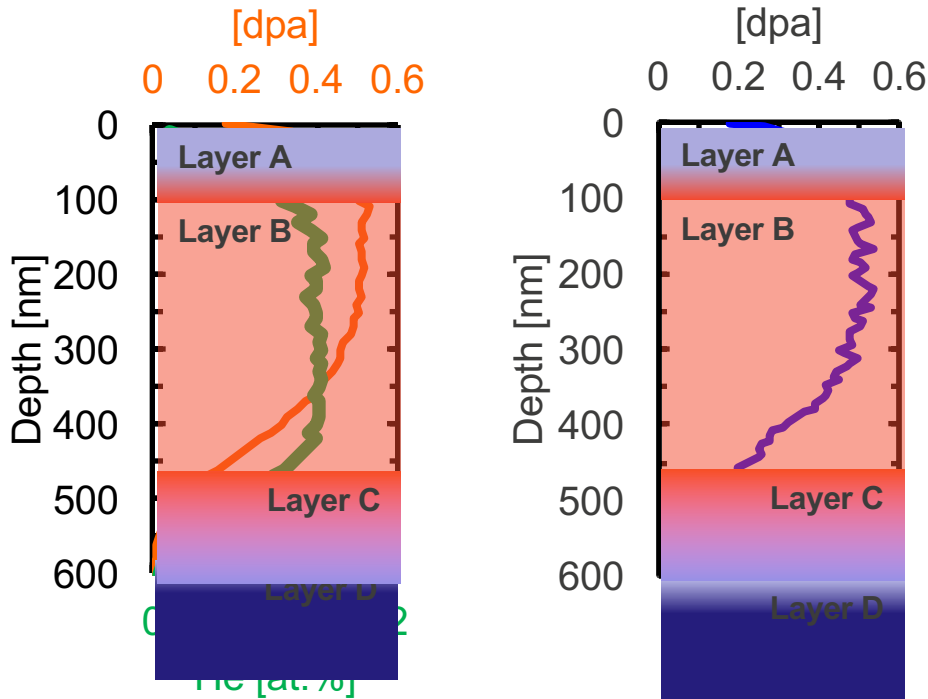 [dpa]
0 0.2 0.4 0.6
0
100
200
300
400
500
600
Depth [nm]
Layer A
Layer B
Layer C
Layer D
2
He [at.%]
[dpa]
0 0.2 0.4 0.6
0
100
200
300
400
500
600
Depth [nm]
Layer A
Layer B
Layer C
Layer D